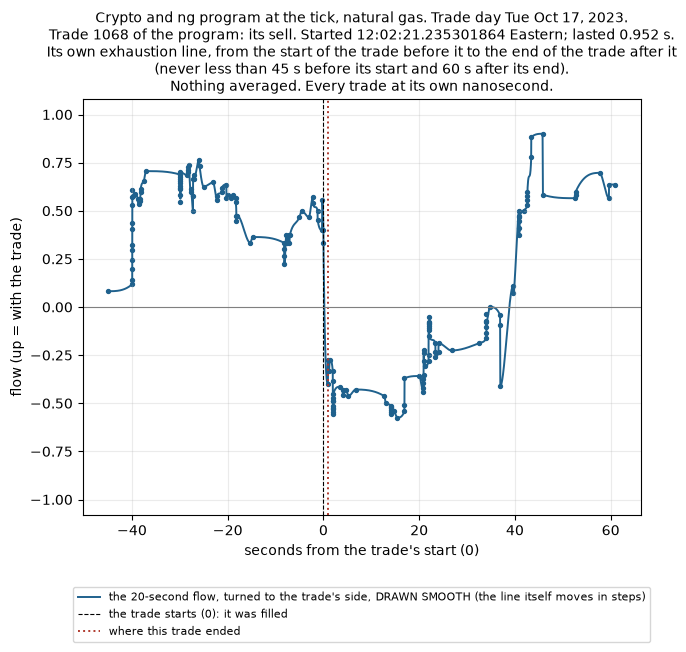 Crypto and ng program at the tick, natural gas. Trade day Tue Oct 17, 2023.
Trade 1068 of the program: its sell. Started 12:02:21.235301864 Eastern; lasted 0.952 s.
Its own exhaustion line, from the start of the trade before it to the end of the trade after it
(never less than 45 s before its start and 60 s after its end).
Nothing averaged. Every trade at its own nanosecond.
1.00
0.75
0.50
0.25
0.00
−0.25
−0.50
−0.75
−1.00
flow (up = with the trade)
−40
−20
0
20
40
60
seconds from the trade's start (0)
the 20-second flow, turned to the trade's side, DRAWN SMOOTH (the line itself moves in steps)
the trade starts (0): it was filled
where this trade ended